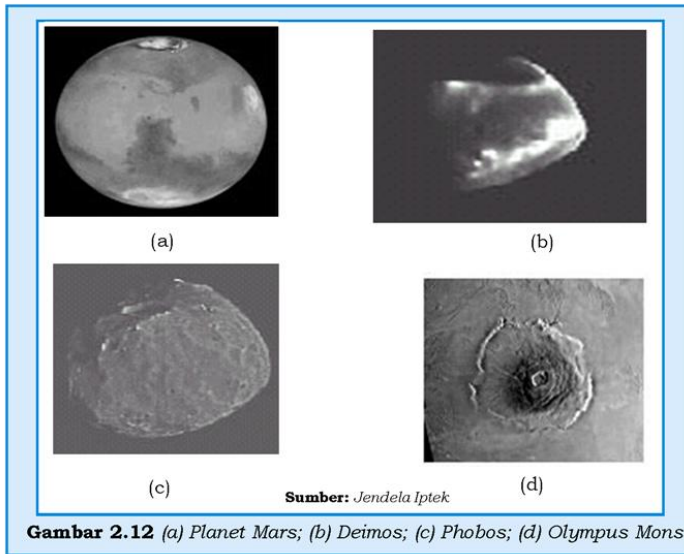 (a)
(b)
(c)
(d)
Sumber: Jendela Iptek
Gambar 2.12 (a) Planet Mars; (b) Deimos; (c) Phobos; (d) Olympus Mons